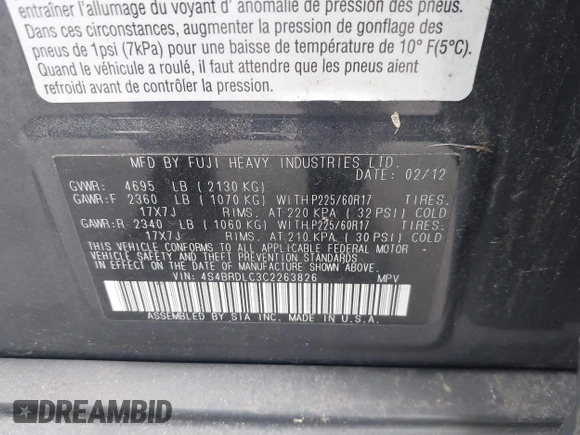 entraîner l'allumage du voyant d' anomalie de pression des pneus.
Dans ces circonstances, augmenter la pression de gonflage des
pneus de 1psi (7kPa) pour une baisse de température de 10° F(5°C).
Quand le véhicule a roulé, il faut attendre que les pneus aient
refroidi avant de contrôler la pression.
MFD BY FUJI HEAVY INDUSTRIES LTD.
DATE: 02/12
GVWR: 4695 LB ( 2130 KG)
GAWR:F 2360 LB ( 1070 KG) WITH P225/60R17 TIRES.
17X7J RIMS. AT 220 KPA ( 32 PSI) COLD
GAWR:R 2340 LB ( 1060 KG) WITH P225/60R17 TIRES.
17X7J RIMS. AT 210 KPA ( 30 PSI) COLD
THIS VEHICLE CONFORMS TO ALL APPLICABLE FEDERAL MOTOR
VEHICLE SAFETY AND THEFT PREVENTION STANDARDS
IN EFFECT ON THE DATE OF MANUFACTURE SHOWN ABOVE.
VIN: 4S4BRDLC3C2263826 MPV
ASSEMBLED BY SIA INC. MADE IN U.S.A.
DREAMBID